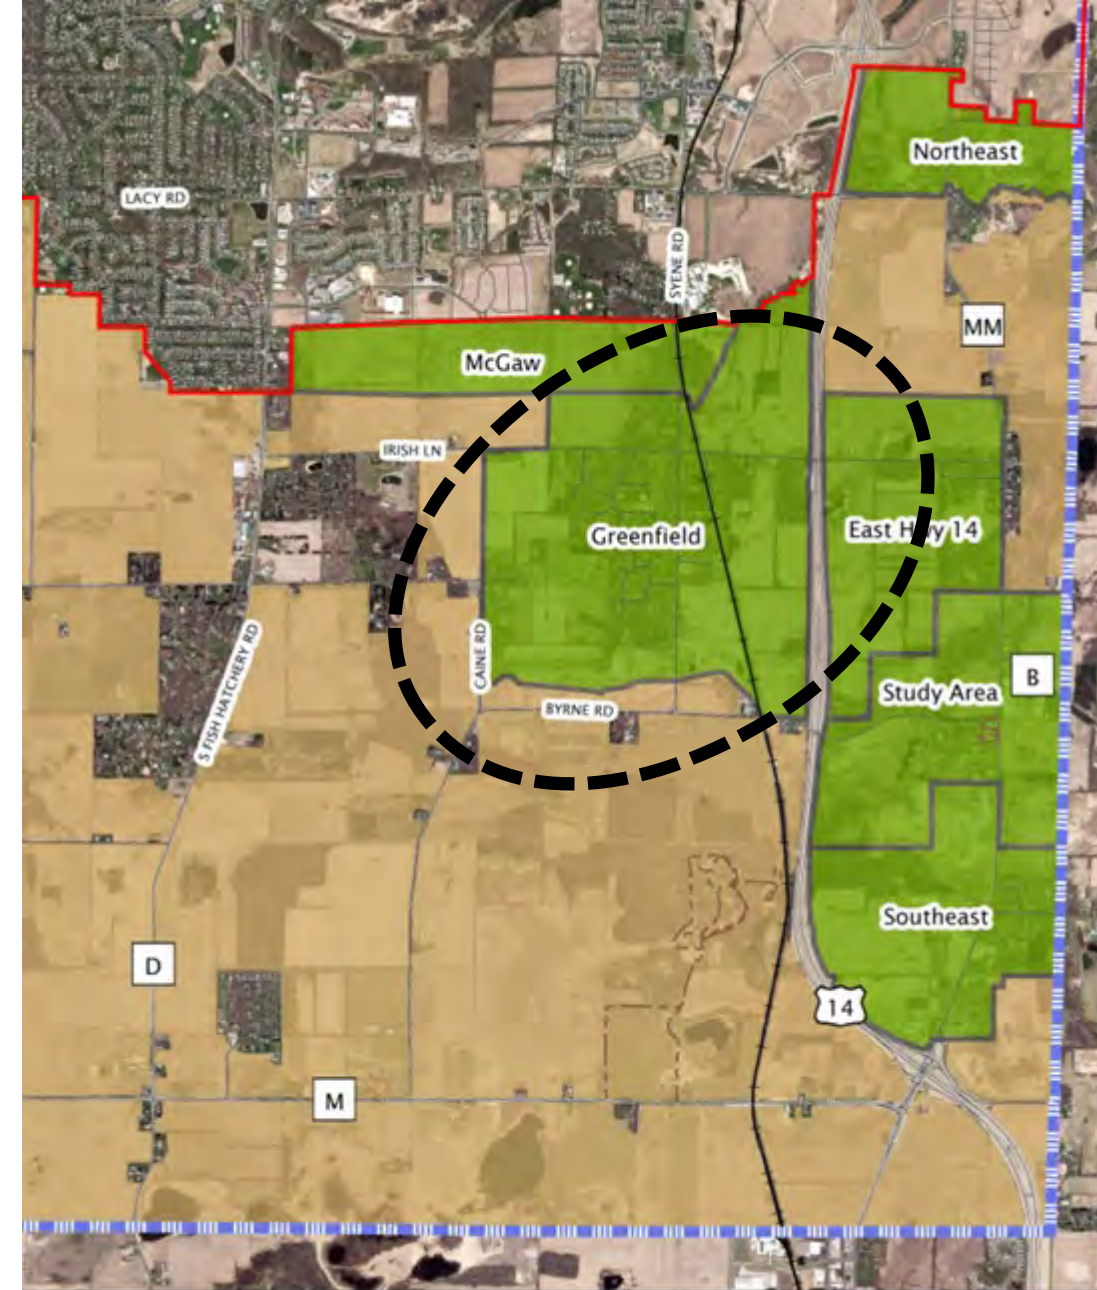 Northeast
LACY RD
SYENE RD
MM
McGaw
IRISH LN
Greenfield
East Hwy 14
CAINE RD
S FISH HATCHERY RD
B
Study Area
BYRNE RD
Southeast
D
14
M